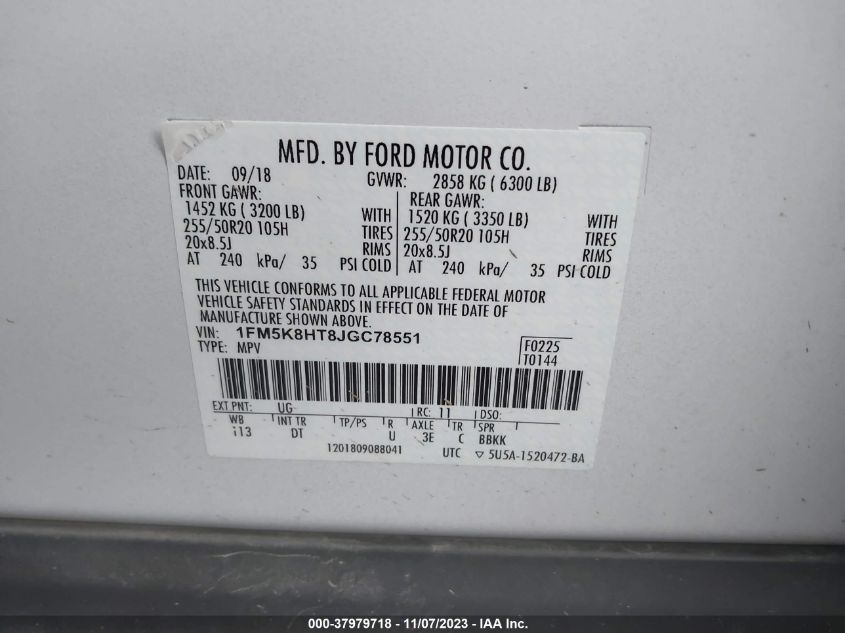 MFD. BY FORD MOTOR CO.
DATE: 09/18 GVWR: 2858 KG ( 6300 LB)
FRONT GAWR: REAR GAWR:
1452 KG ( 3200 LB) WITH 1520 KG ( 3350 LB) WITH
255/50R20 105H TIRES 255/50R20 105H TIRES
20x8.5J RIMS 20x8.5J RIMS
AT 240 kPa/ 35 PSI COLD AT 240 kPa/ 35 PSI COLD
THIS VEHICLE CONFORMS TO ALL APPLICABLE FEDERAL MOTOR
VEHICLE SAFETY STANDARDS IN EFFECT ON THE DATE OF
MANUFACTURE SHOWN ABOVE.
VIN: 1FM5K8HT8JGC78551 F0225
TYPE: MPV T0144
EXT PNT: UG RC: 11 DSO:
WB INT TR TP/PS R AXLE TR SPR
i13 DT U 3E C BBKK
1201809088041 UTC ▽ 5U5A-1520472-BA
000-37979718 - 11/07/2023 - IAA Inc.